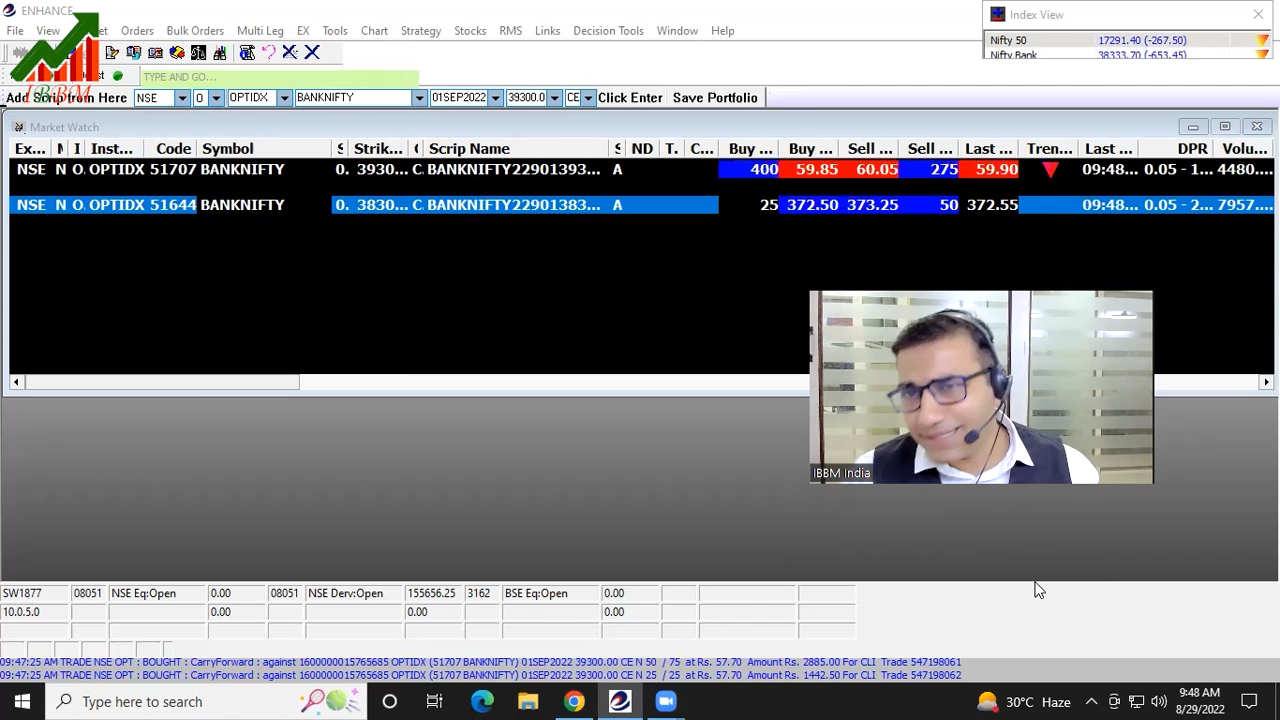 ENHANCE
Index View
File View Market Orders Bulk Orders Multi Leg EX Tools Chart Strategy Stocks RMS Links Decision Tools Window Help
Nifty 50 17291.40 (-267.50)
Nifty Bank 38333.70 (-653.45)
TYPE AND GO...
IBBM
Add Scrip from Here NSE O OPTIDX BANKNIFTY 01SEP2022 39300.0 CE Click Enter Save Portfolio
Market Watch
Ex... M I Inst... Code Symbol S Strik... Scrip Name S ND T. C... Buy ... Buy ... Sell ... Sell ... Last ... Tren... Last ... DPR Volu...
NSE N O. OPTIDX 51707 BANKNIFTY 0. 3930... C BANKNIFTY22901393... A 400 59.85 60.05 275 59.90 09:48... 0.05 - 1... 4480....
NSE N O. OPTIDX 51644 BANKNIFTY 0. 3830... C BANKNIFTY22901383... A 25 372.50 373.25 50 372.55 09:48... 0.05 - 2... 7957....
IBBM India
SW1877 08051 NSE Eq:Open 0.00 08051 NSE Derv:Open 155656.25 3162 BSE Eq:Open 0.00
10.0.5.0 0.00 0.00 0.00
09:47:25 AM TRADE NSE OPT : BOUGHT : CarryForward : against 1600000015765685 OPTIDX (51707 BANKNIFTY) 01SEP2022 39300.00 CE N 50 / 75 at Rs. 57.70 Amount Rs. 2885.00 For CLI Trade 547198061
09:47:25 AM TRADE NSE OPT : BOUGHT : CarryForward : against 1600000015765685 OPTIDX (51707 BANKNIFTY) 01SEP2022 39300.00 CE N 25 / 75 at Rs. 57.70 Amount Rs. 1442.50 For CLI Trade 547198062
Type here to search
30°C Haze
9:48 AM
8/29/2022